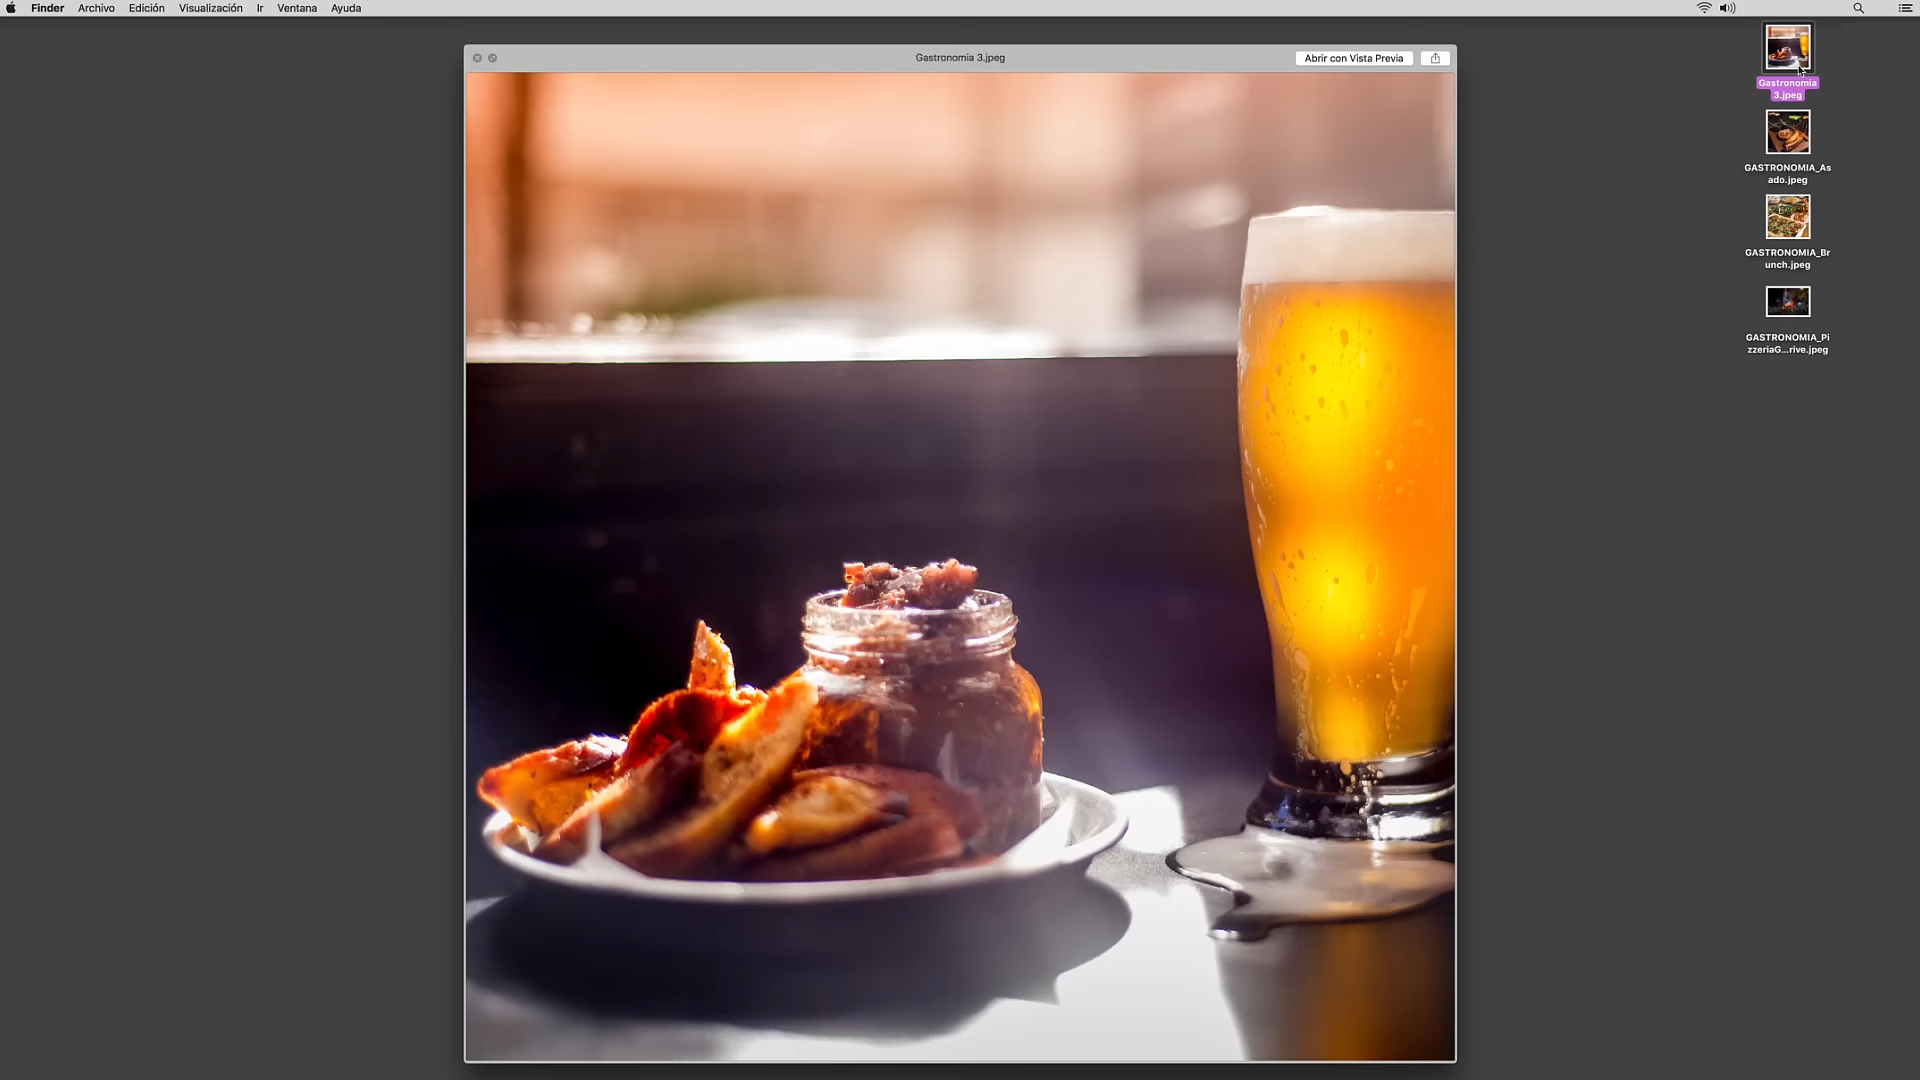 Finder Archivo Edición Visualización Ir Ventana Ayuda
Gastronomia 3.jpeg
Abrir con Vista Previa
Gastronomia
3.jpeg
GASTRONOMIA_As
ado.jpeg
GASTRONOMIA_Br
unch.jpeg
GASTRONOMIA_Pi
zzeriaG...rive.jpeg